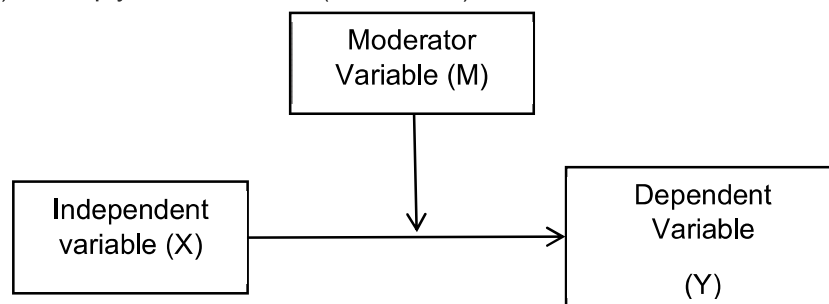 Moderator
Variable (M)
Independent
variable (X)
Dependent
Variable
(Y)